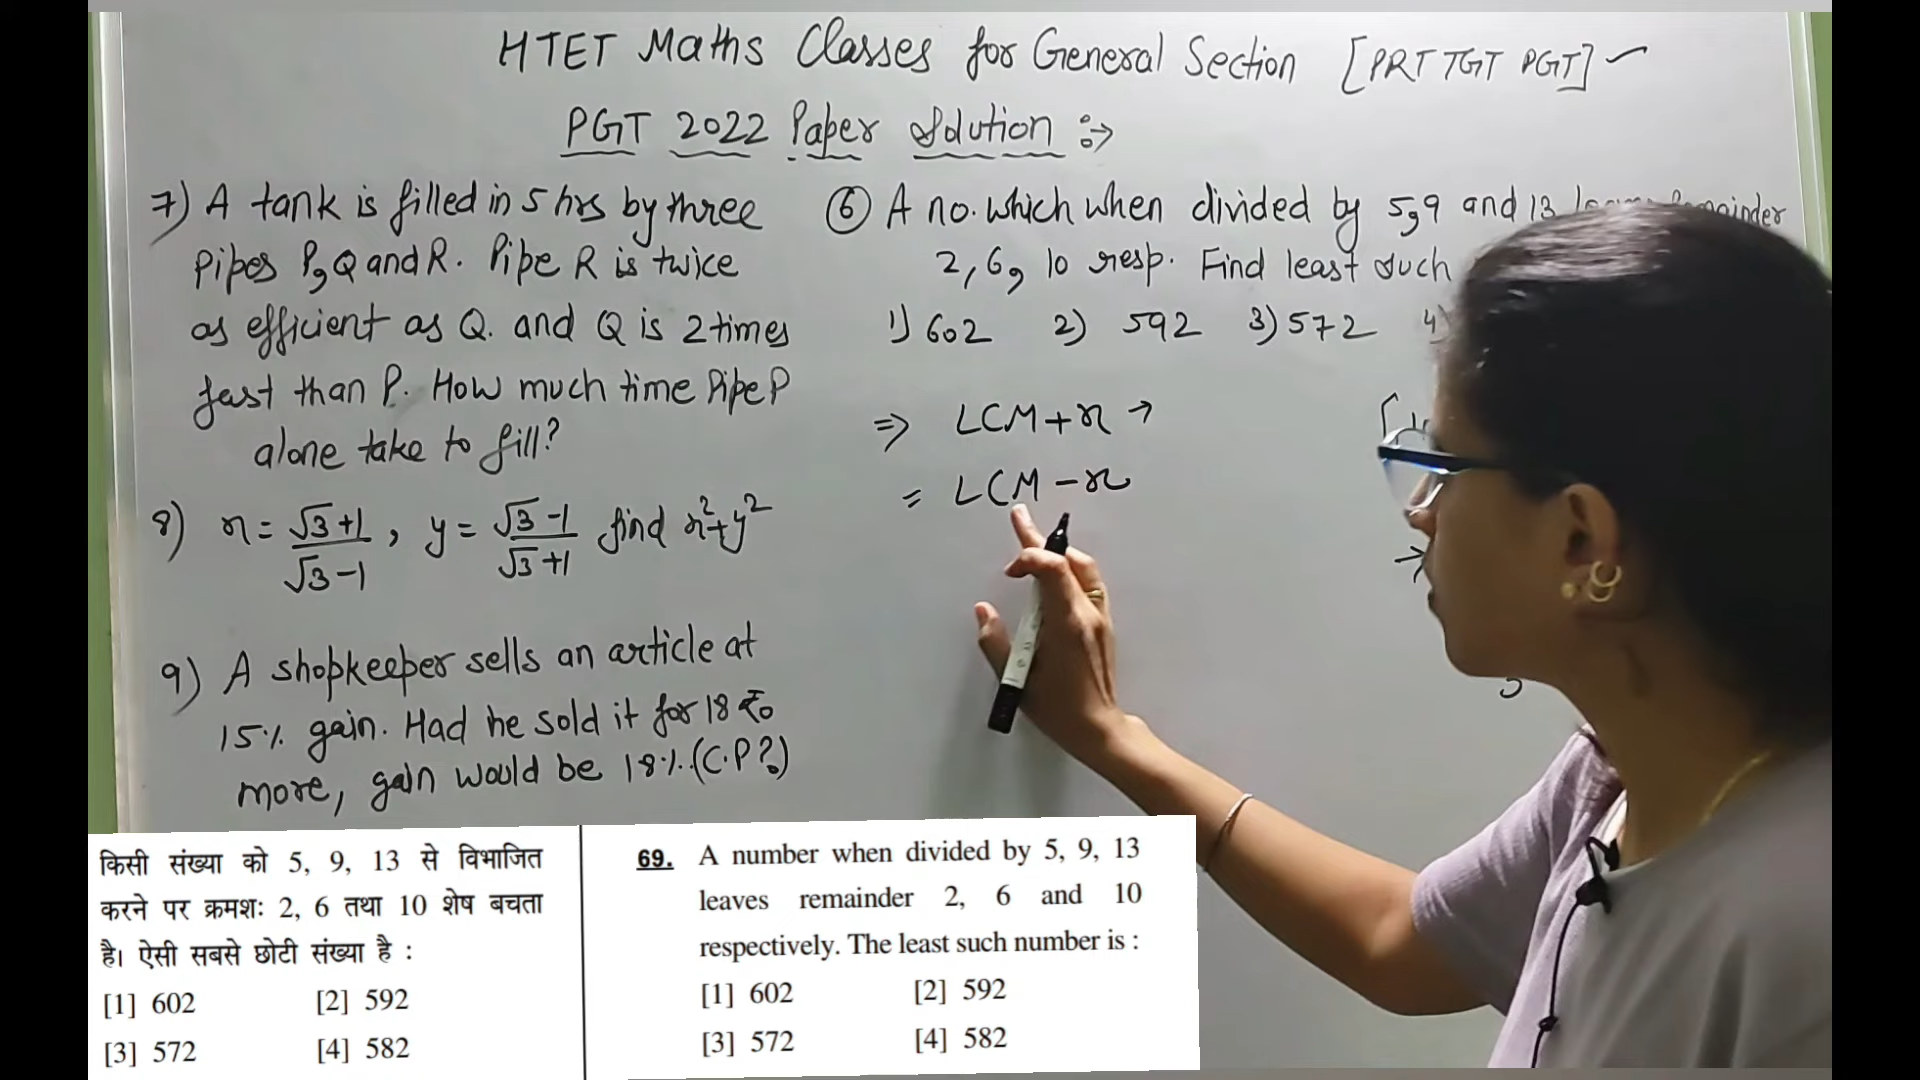 HTET Maths Classes for General Section [PRT TGT PGT]
PGT 2022 Paper Solution :->
7) A tank is filled in 5 hrs by three
Pipes P, Q and R. Pipe R is twice
as efficient as Q. and Q is 2 times
fast than P. How much time Pipe P
alone take to fill?
8) x = √3+1/√3-1, y = √3-1/√3+1 find x²+y²
9) A shopkeeper sells an article at
15% gain. Had he sold it for 18 ₹
more, gain would be 18%. (C.P?)
⑥ A no. which when divided by 5, 9 and 13 remainder
2, 6, 10 resp. Find least such
1) 602 2) 592 3) 572 4)
⇒ LCM + x →
= LCM - x
किसी संख्या को 5, 9, 13 से विभाजित
करने पर क्रमशः 2, 6 तथा 10 शेष बचता
है। ऐसी सबसे छोटी संख्या है :
[1] 602 [2] 592
[3] 572 [4] 582
69. A number when divided by 5, 9, 13
leaves remainder 2, 6 and 10
respectively. The least such number is :
[1] 602 [2] 592
[3] 572 [4] 582